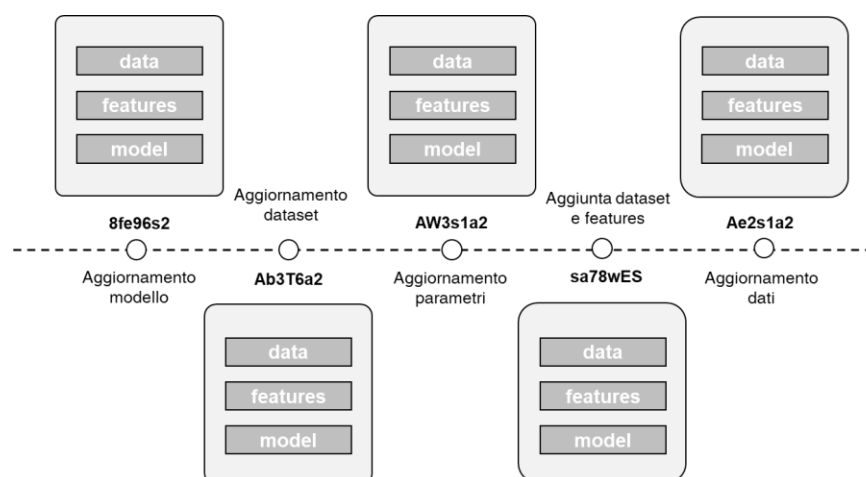 data
features
model
data
features
model
data
features
model
8fe96s2
Aggiornamento
dataset
AW3s1a2
Aggiunta dataset
e features
Ae2s1a2
Aggiornamento
modello
Ab3T6a2
Aggiornamento
parametri
sa78wES
Aggiornamento
dati
data
features
model
data
features
model